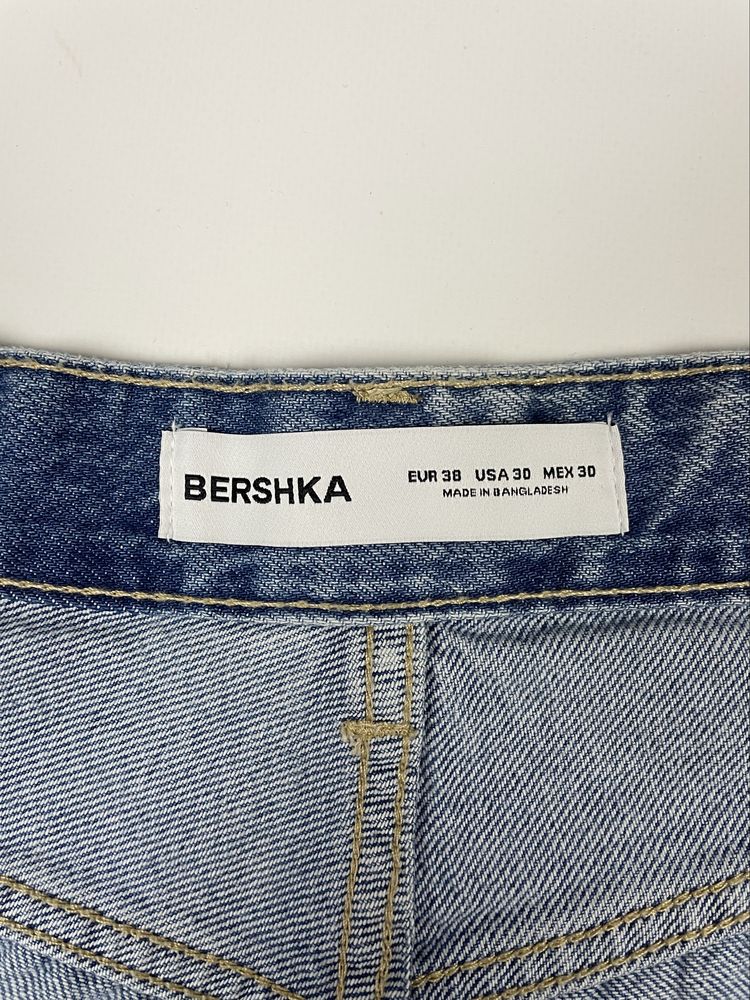 BERSHKA
EUR 38 USA 30 MEX 30
MADE IN BANGLADESH